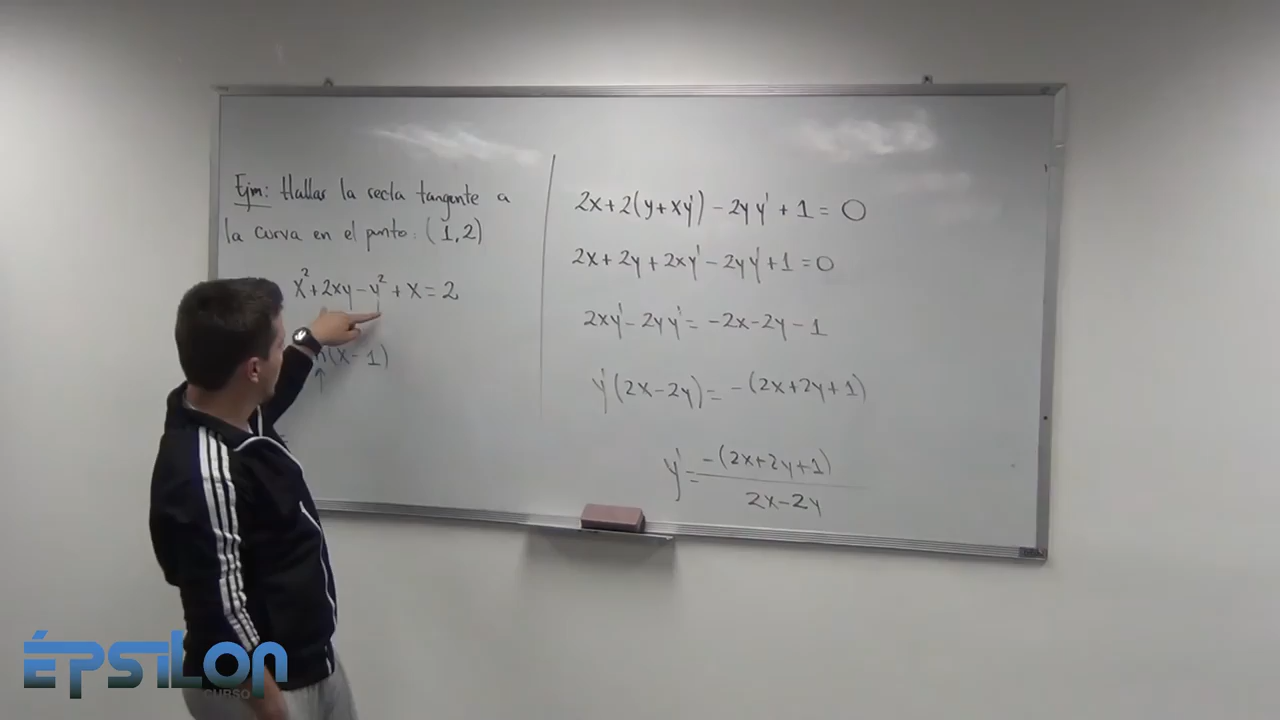 Ejm: Hallar la recta tangente a
la curva en el punto: (1,2)
x²+2xy-y²+x=2
(x-1)
↑
2x+2(y+xy')-2yy'+1=0
2x+2y+2xy'-2yy'+1=0
2xy'-2yy'=-2x-2y-1
y'(2x-2y)=-(2x+2y+1)
y'=-(2x+2y+1)
2x-2y
ÉPSILON
CURSO